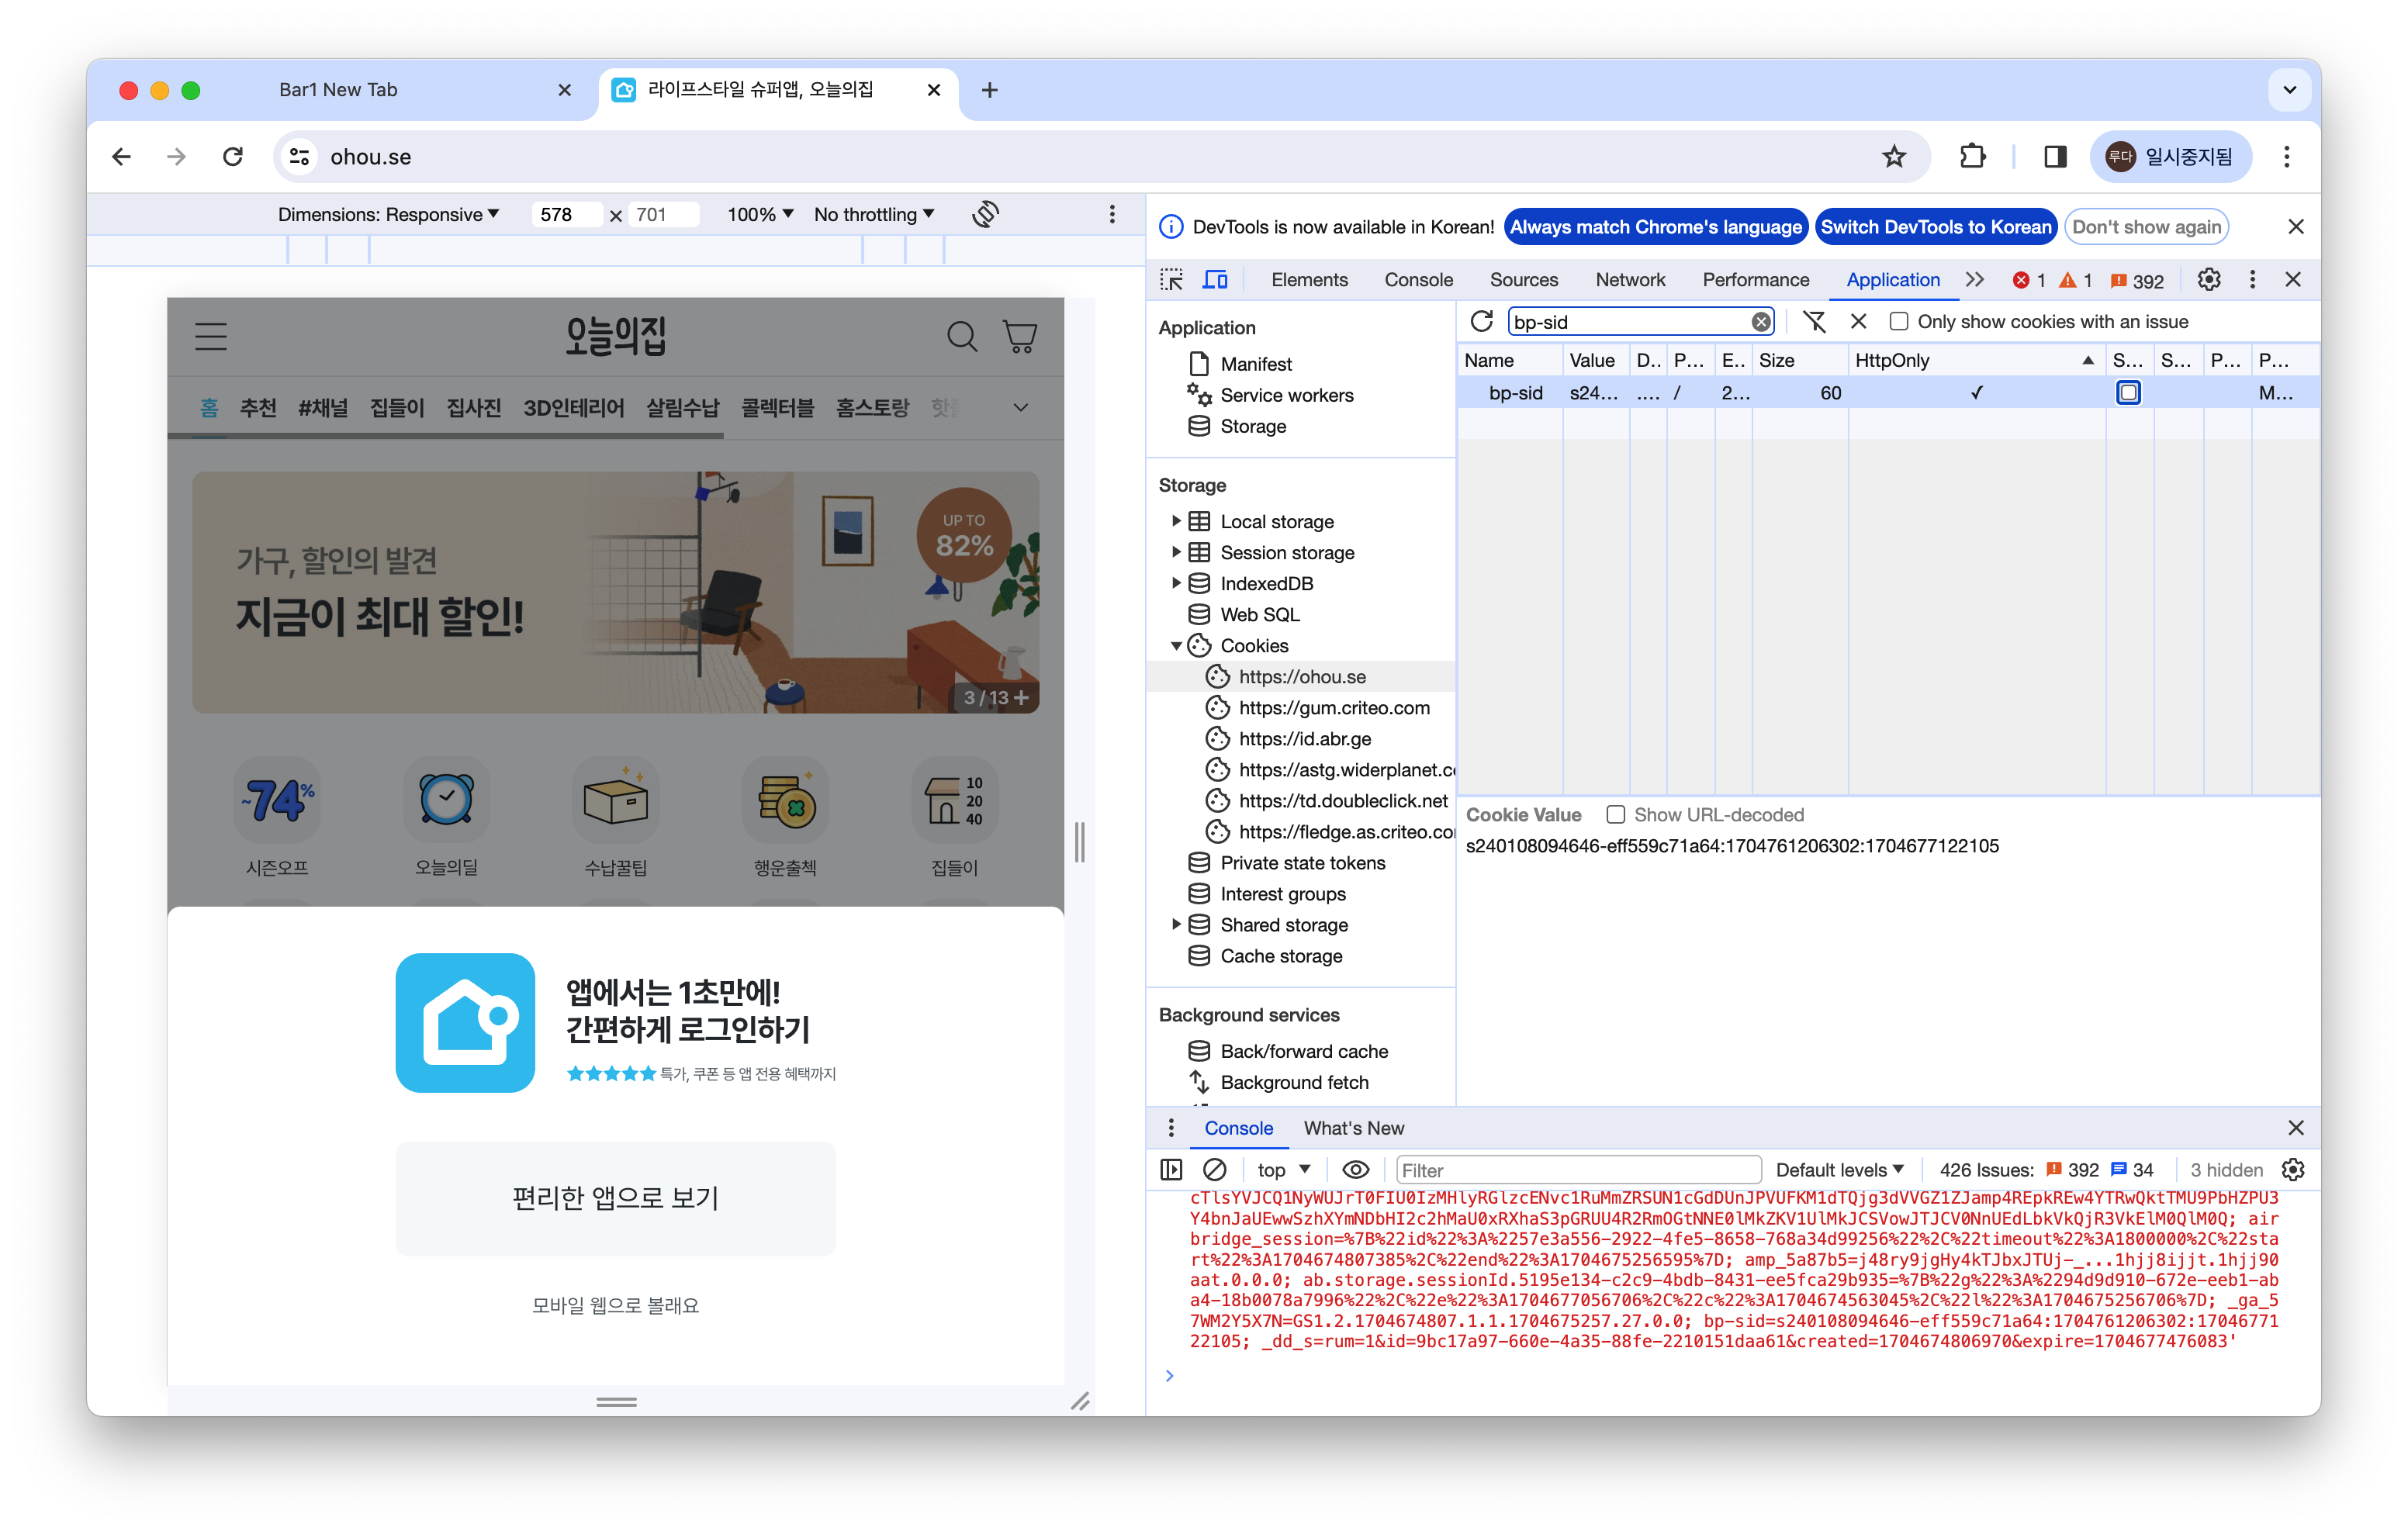 Bar1 New Tab
라이프스타일 슈퍼앱, 오늘의집
ohou.se
루다 일시중지됨
Dimensions: Responsive 578 × 701 100% No throttling
오늘의집
홈 추천 #채널 집들이 집사진 3D인테리어 살림수납 콜렉터블 홈스토랑
UP TO
82%
가구, 할인의 발견
지금이 최대 할인!
3 / 13 +
~74%
10
20
40
시즌오프 오늘의딜 수납꿀팁 행운출첵 집들이
앱에서는 1초만에!
간편하게 로그인하기
특가, 쿠폰 등 앱 전용 혜택까지
편리한 앱으로 보기
모바일 웹으로 볼래요
DevTools is now available in Korean! Always match Chrome's language Switch DevTools to Korean Don't show again
Elements Console Sources Network Performance Application 1 1 392
Application
Manifest
Service workers
Storage
Storage
Local storage
Session storage
IndexedDB
Web SQL
Cookies
https://ohou.se
https://gum.criteo.com
https://id.abr.ge
https://astg.widerplanet.c
https://td.doubleclick.net
https://fledge.as.criteo.co
Private state tokens
Interest groups
Shared storage
Cache storage
Background services
Back/forward cache
Background fetch
bp-sid
Only show cookies with an issue
Name Value D... P... E... Size HttpOnly S... S... P... P...
bp-sid s24... .... / 2... 60 ✓ M...
Cookie Value Show URL-decoded
s240108094646-eff559c71a64:1704761206302:1704677122105
Console What's New
top Filter Default levels 426 Issues: 392 34 3 hidden
cTlsYVJCQ1NyWUJrT0FIU0IzMHlyRGlzcENvc1RuMmZRSUN1cGdDUnJPVUFKM1dTQjg3dVVGZ1ZJamp4REpkREw4YTRwQktTMU9PbHZPU3
Y4bnJaUEwwSzhXYmNDbHI2c2hMaU0xRXhaS3pGRUU4R2RmOGtNNE0lMkZKV1UlMkJCSVowJTJCV0NnUEdLbkVkQjR3VkElM0QlM0Q; air
bridge_session=%7B%22id%22%3A%2257e3a556-2922-4fe5-8658-768a34d99256%22%2C%22timeout%22%3A1800000%2C%22sta
rt%22%3A1704674807385%2C%22end%22%3A1704675256595%7D; amp_5a87b5=j48ry9jgHy4kTJbxJTUj-_...1hjj8ijjt.1hjj90
aat.0.0.0; ab.storage.sessionId.5195e134-c2c9-4bdb-8431-ee5fca29b935=%7B%22g%22%3A%2294d9d910-672e-eeb1-ab
a4-18b0078a7996%22%2C%22e%22%3A1704677056706%2C%22c%22%3A1704674563045%2C%22l%22%3A1704675256706%7D; _ga_5
7WM2Y5X7N=GS1.2.1704674807.1.1.1704675257.27.0.0; bp-sid=s240108094646-eff559c71a64:1704761206302:17046771
22105; _dd_s=rum=1&id=9bc17a97-660e-4a35-88fe-2210151daa61&created=1704674806970&expire=1704677476083'